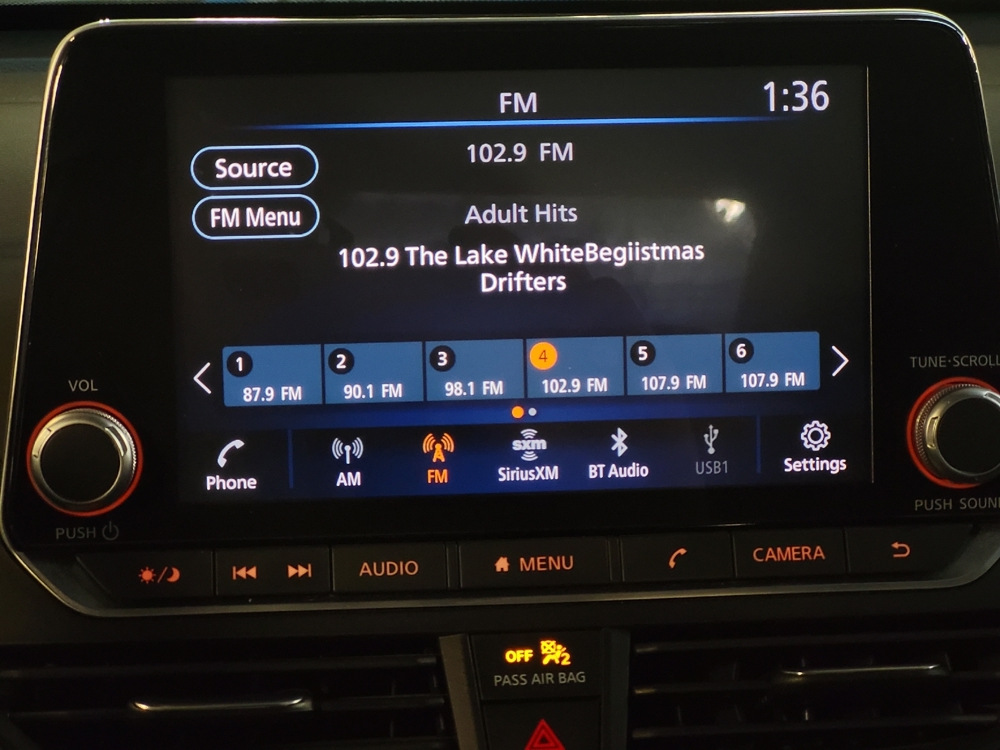 FM
1:36
Source
102.9 FM
FM Menu
Adult Hits
102.9 The Lake WhiteBegiistmas
Drifters
1
2
3
4
5
6
87.9 FM
90.1 FM
98.1 FM
102.9 FM
107.9 FM
107.9 FM
Phone
AM
FM
sxm
SiriusXM
BT Audio
USB1
Settings
VOL
PUSH
TUNE·SCROLL
PUSH SOUN
AUDIO
MENU
CAMERA
OFF
2
PASS AIR BAG